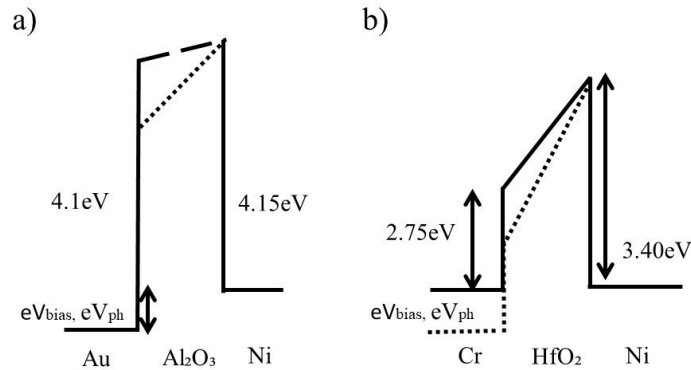 a)
4.1eV
4.15eV
eVbias, eVph
Au
Al₂O₃
Ni
b)
2.75eV
3.40eV
eVbias, eVph
Cr
HfO₂
Ni